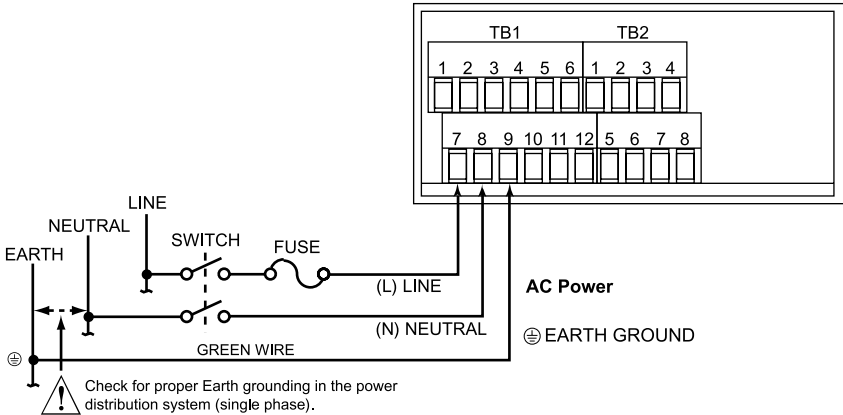 TB1 TB2
1 2 3 4 5 6 1 2 3 4
7 8 9 10 11 12 5 6 7 8
LINE
NEUTRAL
EARTH
SWITCH
FUSE
(L) LINE
AC Power
(N) NEUTRAL
EARTH GROUND
GREEN WIRE
! Check for proper Earth grounding in the power
distribution system (single phase).